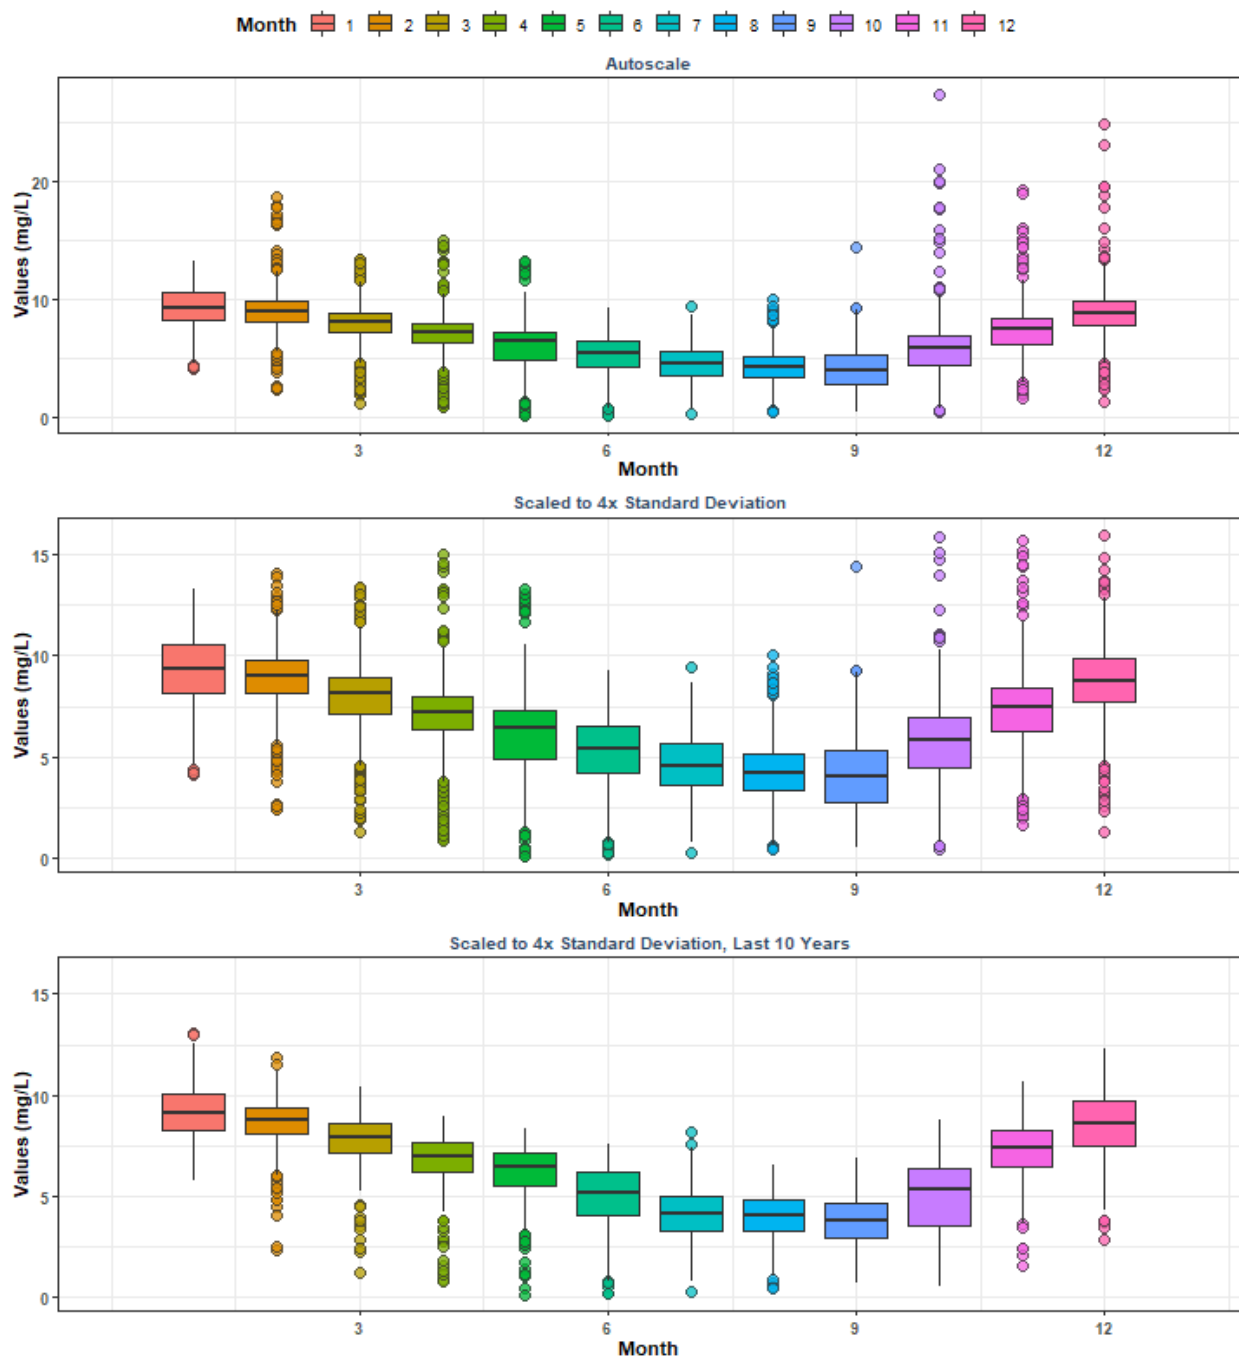 Month 1 2 3 4 5 6 7 8 9 10 11 12
Autoscale
Values (mg/L)
20
10
0
3 6 9 12
Month
Scaled to 4x Standard Deviation
Values (mg/L)
15
10
5
0
3 6 9 12
Month
Scaled to 4x Standard Deviation, Last 10 Years
Values (mg/L)
15
10
5
0
3 6 9 12
Month